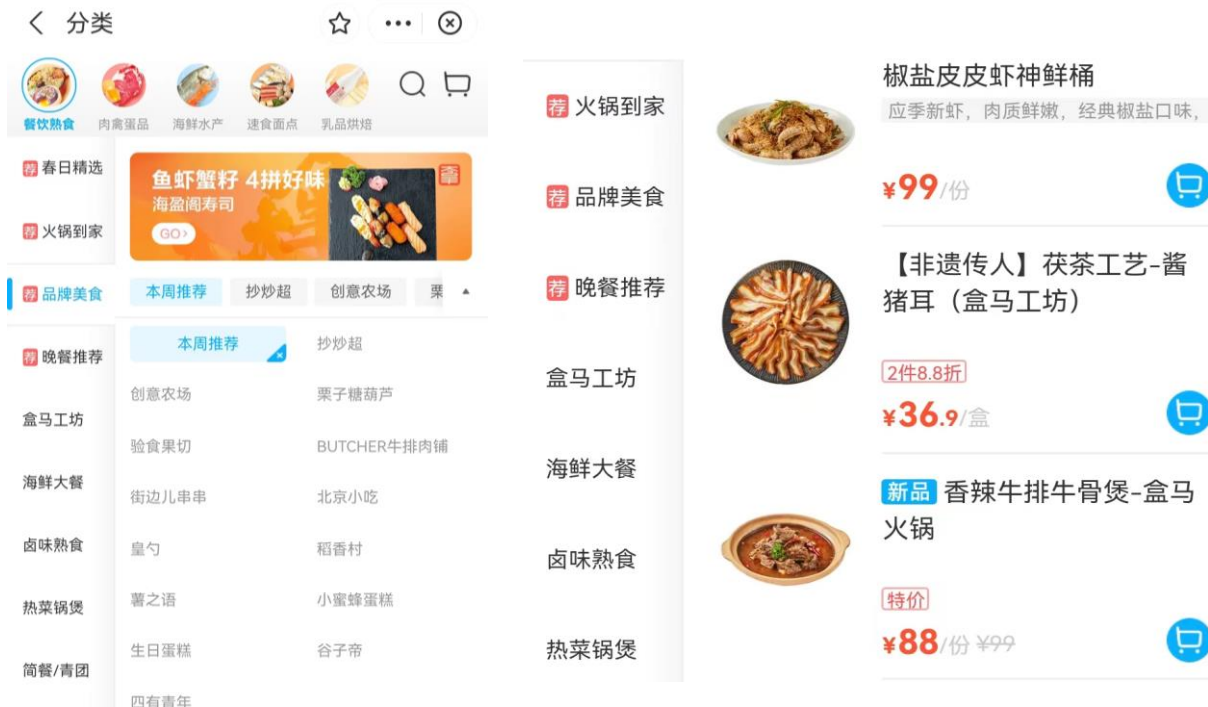 分类
餐饮熟食
肉禽蛋品
海鲜水产
速食面点
乳品烘焙
荐 春日精选
荐 火锅到家
荐 品牌美食
荐 晚餐推荐
盒马工坊
海鲜大餐
卤味熟食
热菜锅煲
简餐/青团
鱼虾蟹籽 4拼好味
海盈阁寿司
GO>
本周推荐
抄炒超
创意农场
栗
本周推荐
抄炒超
创意农场
栗子糖葫芦
验食果切
BUTCHER牛排肉铺
街边儿串串
北京小吃
皇勺
稻香村
薯之语
小蜜蜂蛋糕
生日蛋糕
谷子帝
四有青年
荐 火锅到家
荐 品牌美食
荐 晚餐推荐
盒马工坊
海鲜大餐
卤味熟食
热菜锅煲
椒盐皮皮虾神鲜桶
应季新虾，肉质鲜嫩，经典椒盐口味，
¥99/份
【非遗传人】茯茶工艺-酱
猪耳（盒马工坊）
2件8.8折
¥36.9/盒
新品 香辣牛排牛骨煲-盒马
火锅
特价
¥88/份 ¥99